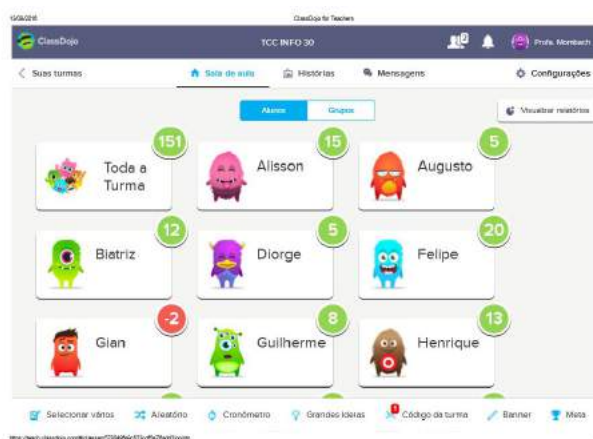 ClassDojo for Teachers
ClassDojo
TCC INFO 30
2
Profa. Mombach
Suas turmas
Sala de aula
Histórias
Mensagens
Configurações
Alunos
Grupos
Visualizar relatórios
151
Toda a
Turma
15
Alisson
5
Augusto
12
Biatriz
5
Diorge
20
Felipe
-2
Gian
8
Guilherme
13
Henrique
Selecionar vários
Aleatório
Cronômetro
Grandes Ideias
Código da turma
Banner
Meta